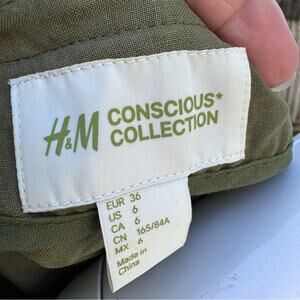 H&M CONSCIOUS*
COLLECTION
EUR 36
US 6
CA 6
CN 165/84A
MX 6
Made in
China